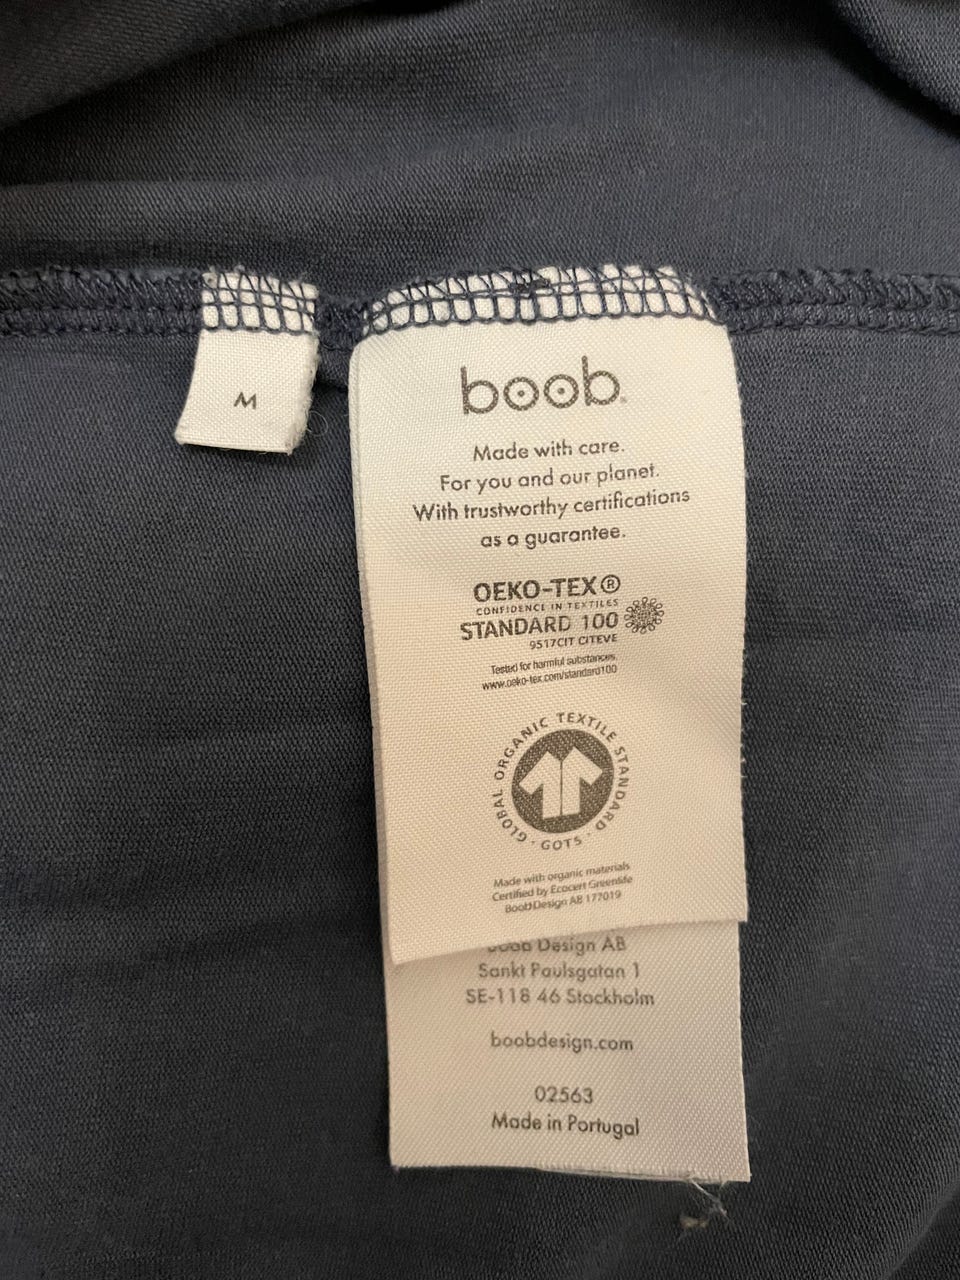 M
boob
Made with care.
For you and our planet.
With trustworthy certifications
as a guarantee.
OEKO-TEX®
CONFIDENCE IN TEXTILES
STANDARD 100
9517CIT CITEVE
Tested for harmful substances.
www.oeko-tex.com/standard100
GLOBAL ORGANIC TEXTILE STANDARD · GOTS ·
Made with organic materials
Certified by Ecocert Greenlife
Boob Design AB 177019
boob Design AB
Sankt Paulsgatan 1
SE-118 46 Stockholm
boobdesign.com
02563
Made in Portugal